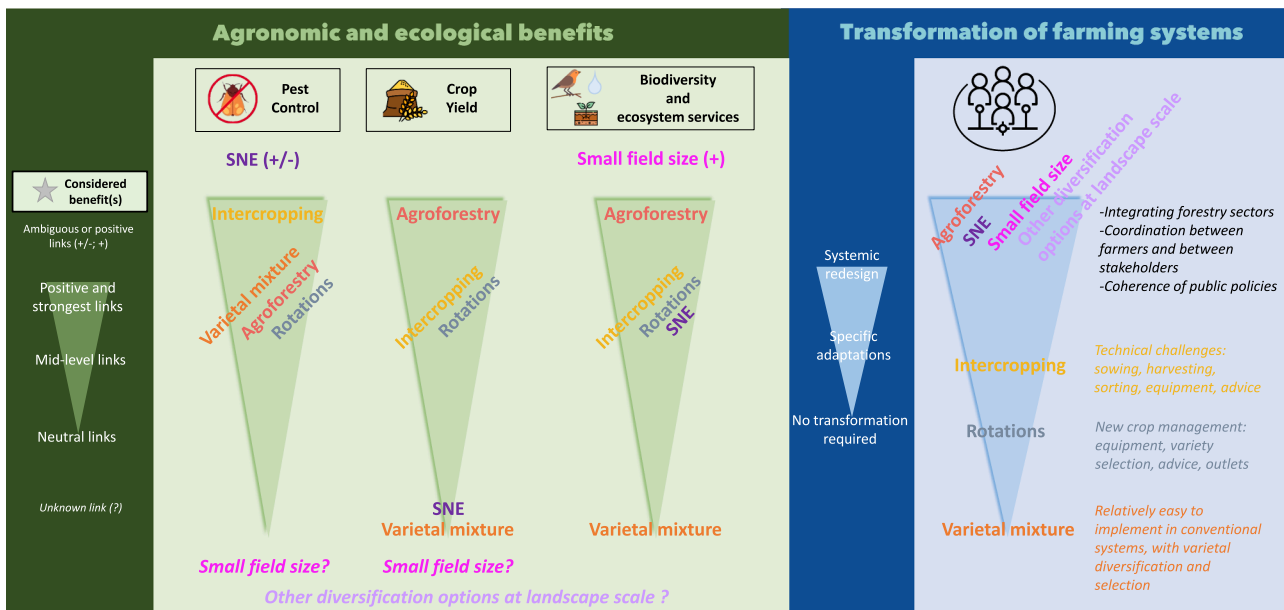 Agronomic and ecological benefits
Pest
Control
Crop
Yield
Biodiversity
and
ecosystem services
SNE (+/-)
Small field size (+)
Considered
benefit(s)
Ambiguous or positive
links (+/-; +)
Positive and
strongest links
Mid-level links
Neutral links
Unknown link (?)
Intercropping
Varietal mixture
Agroforestry
Rotations
Small field size?
Agroforestry
Intercropping
Rotations
SNE
Varietal mixture
Small field size?
Agroforestry
Intercropping
Rotations
SNE
Varietal mixture
Other diversification options at landscape scale ?
Transformation of farming systems
Systemic
redesign
Specific
adaptations
No transformation
required
Agroforestry
SNE
Small field size
Other diversification
options at landscape scale
-Integrating forestry sectors
-Coordination between
farmers and between
stakeholders
-Coherence of public policies
Intercropping
Technical challenges:
sowing, harvesting,
sorting, equipment, advice
Rotations
New crop management:
equipment, variety
selection, advice, outlets
Varietal mixture
Relatively easy to
implement in conventional
systems, with varietal
diversification and
selection